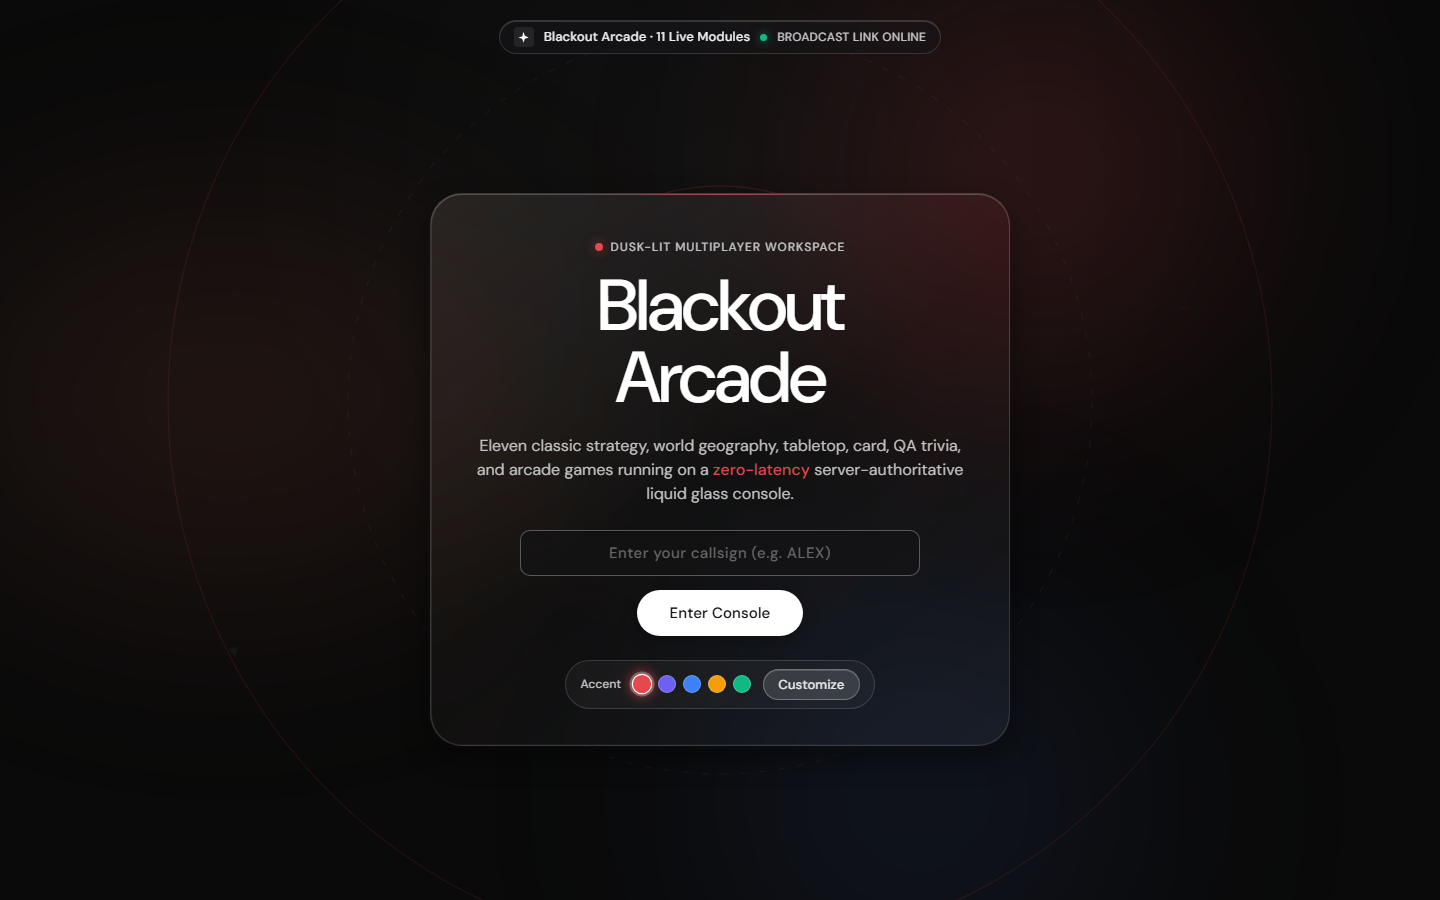 Blackout Arcade · 11 Live Modules BROADCAST LINK ONLINE
DUSK-LIT MULTIPLAYER WORKSPACE
Blackout
Arcade
Eleven classic strategy, world geography, tabletop, card, QA trivia,
and arcade games running on a zero-latency server-authoritative
liquid glass console.
Enter your callsign (e.g. ALEX)
Enter Console
Accent Customize